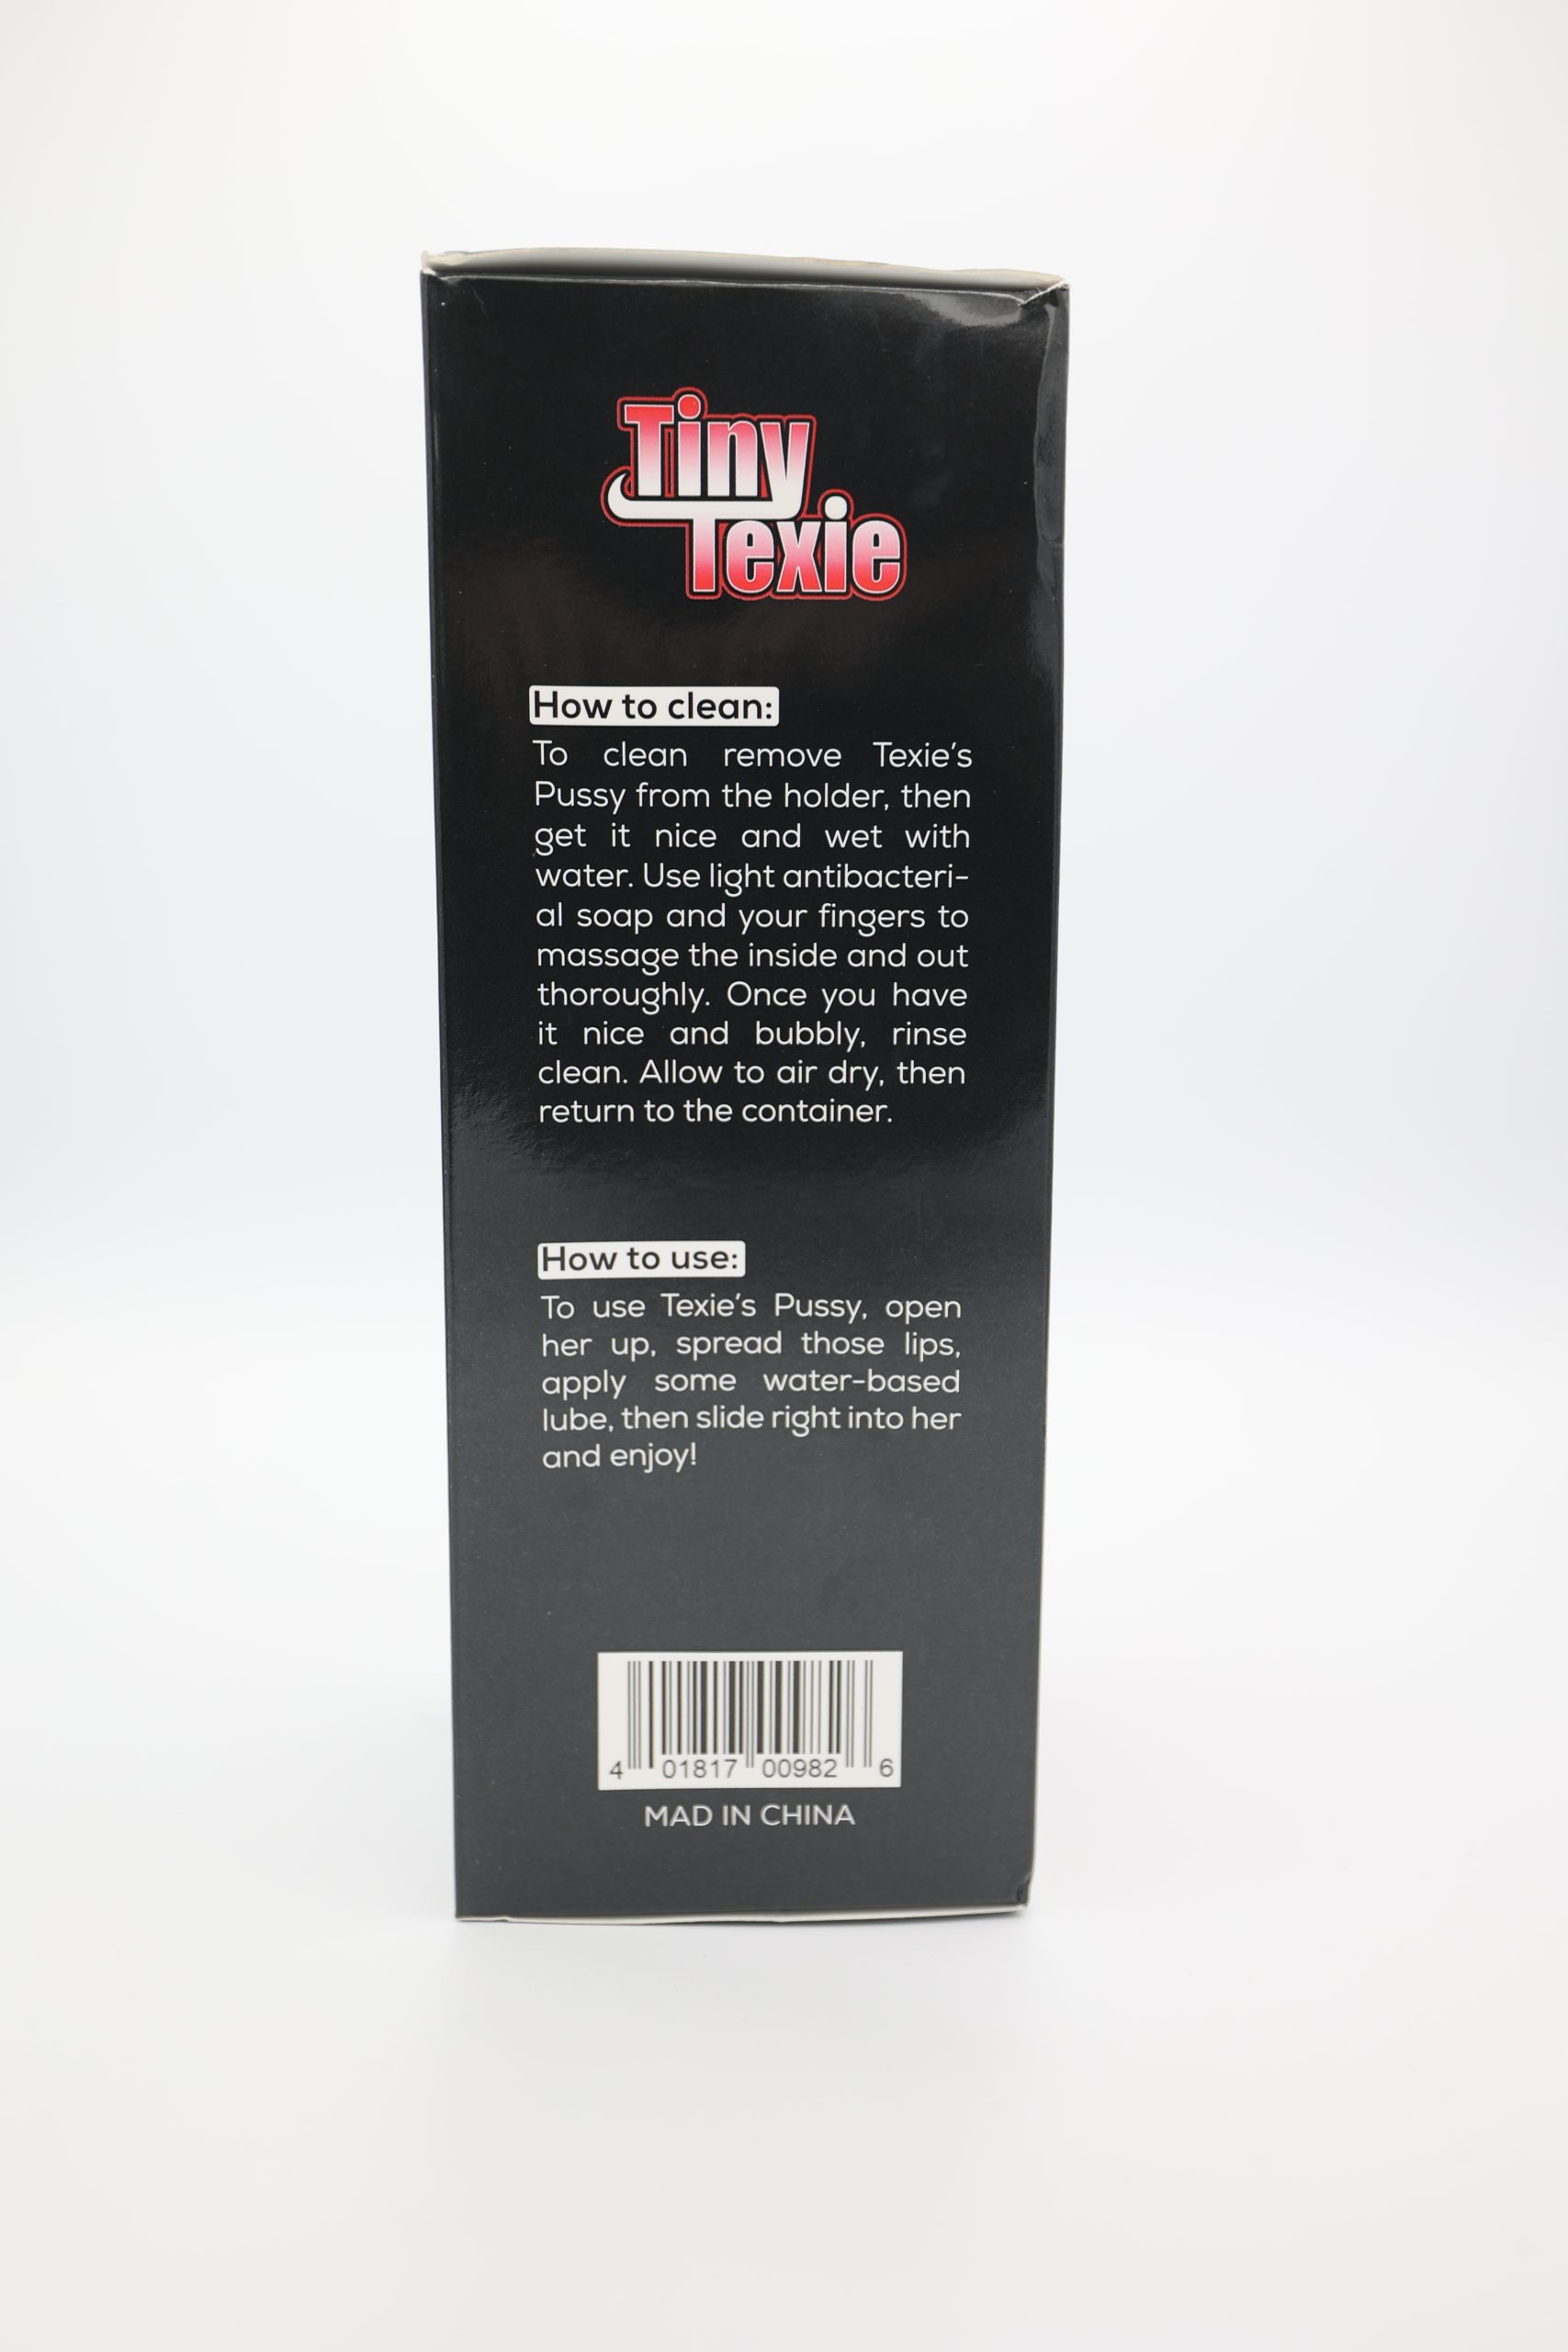 Tiny
Texie
How to clean:
To clean remove Texie's
Pussy from the holder, then
get it nice and wet with
water. Use light antibacteri-
al soap and your fingers to
massage the inside and out
thoroughly. Once you have
it nice and bubbly, rinse
clean. Allow to air dry, then
return to the container.
How to use:
To use Texie's Pussy, open
her up, spread those lips,
apply some water-based
lube, then slide right into her
and enjoy!
4 01817 00982 6
MAD IN CHINA